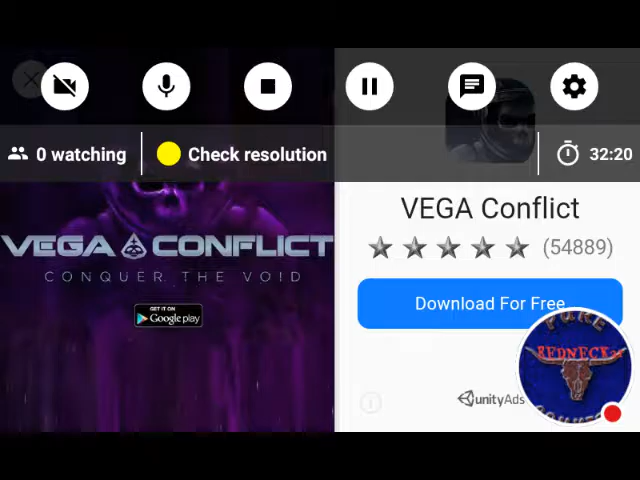 0 watching
Check resolution
32:20
VEGA CONFLICT
CONQUER THE VOID
GET IT ON
Google play
VEGA Conflict
(54889)
Download For Free
unityAds
PURE
REDNECK